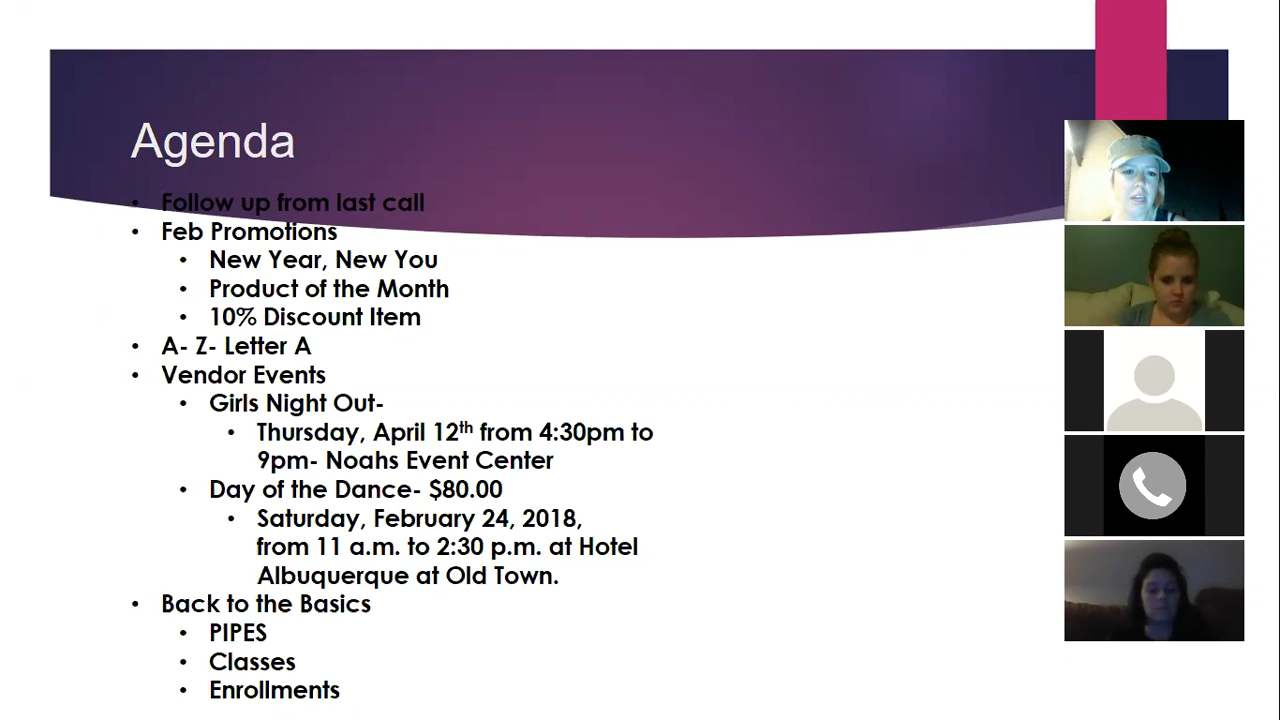 Agenda
• Follow up from last call
• Feb Promotions
• New Year, New You
• Product of the Month
• 10% Discount Item
• A- Z- Letter A
• Vendor Events
• Girls Night Out-
• Thursday, April 12th from 4:30pm to
9pm- Noahs Event Center
• Day of the Dance- $80.00
• Saturday, February 24, 2018,
from 11 a.m. to 2:30 p.m. at Hotel
Albuquerque at Old Town.
• Back to the Basics
• PIPES
• Classes
• Enrollments